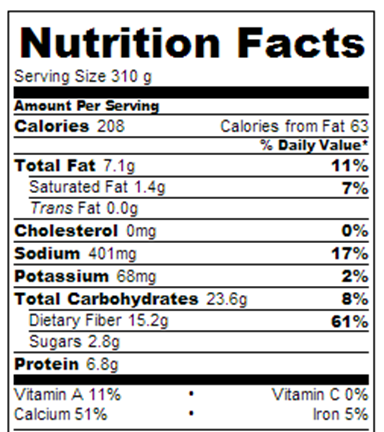 Nutrition Facts
Serving Size 310 g
Amount Per Serving
Calories 208 Calories from Fat 63
% Daily Value*
Total Fat 7.1g 11%
Saturated Fat 1.4g 7%
Trans Fat 0.0g
Cholesterol 0mg 0%
Sodium 401mg 17%
Potassium 68mg 2%
Total Carbohydrates 23.6g 8%
Dietary Fiber 15.2g 61%
Sugars 2.8g
Protein 6.8g
Vitamin A 11% • Vitamin C 0%
Calcium 51% • Iron 5%